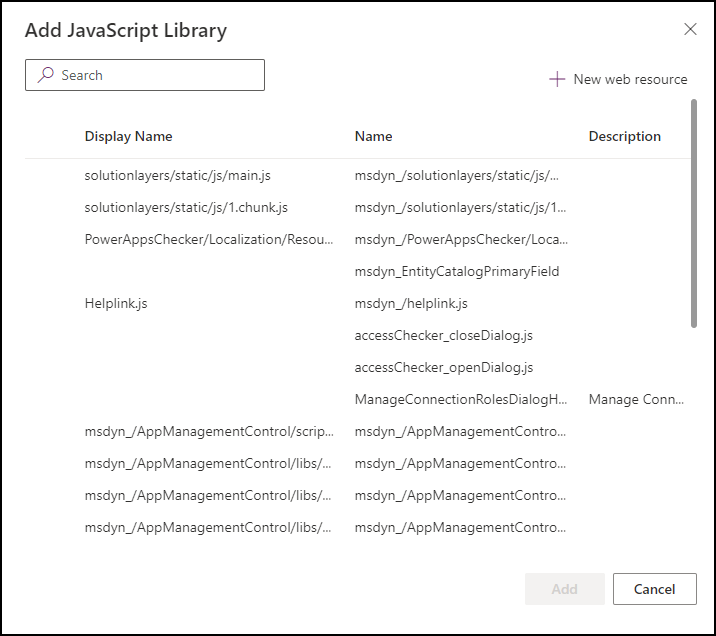 Add JavaScript Library
Search
New web resource
Display Name Name Description
solutionlayers/static/js/main.js msdyn_/solutionlayers/static/js/...
solutionlayers/static/js/1.chunk.js msdyn_/solutionlayers/static/js/1...
PowerAppsChecker/Localization/Resou... msdyn_/PowerAppsChecker/Loca...
msdyn_EntityCatalogPrimaryField
Helplink.js msdyn_/helplink.js
accessChecker_closeDialog.js
accessChecker_openDialog.js
ManageConnectionRolesDialogH... Manage Conn...
msdyn_/AppManagementControl/scrip... msdyn_/AppManagementContro...
msdyn_/AppManagementControl/libs/... msdyn_/AppManagementContro...
msdyn_/AppManagementControl/libs/... msdyn_/AppManagementContro...
msdyn_/AppManagementControl/libs/... msdyn_/AppManagementContro...
Add Cancel